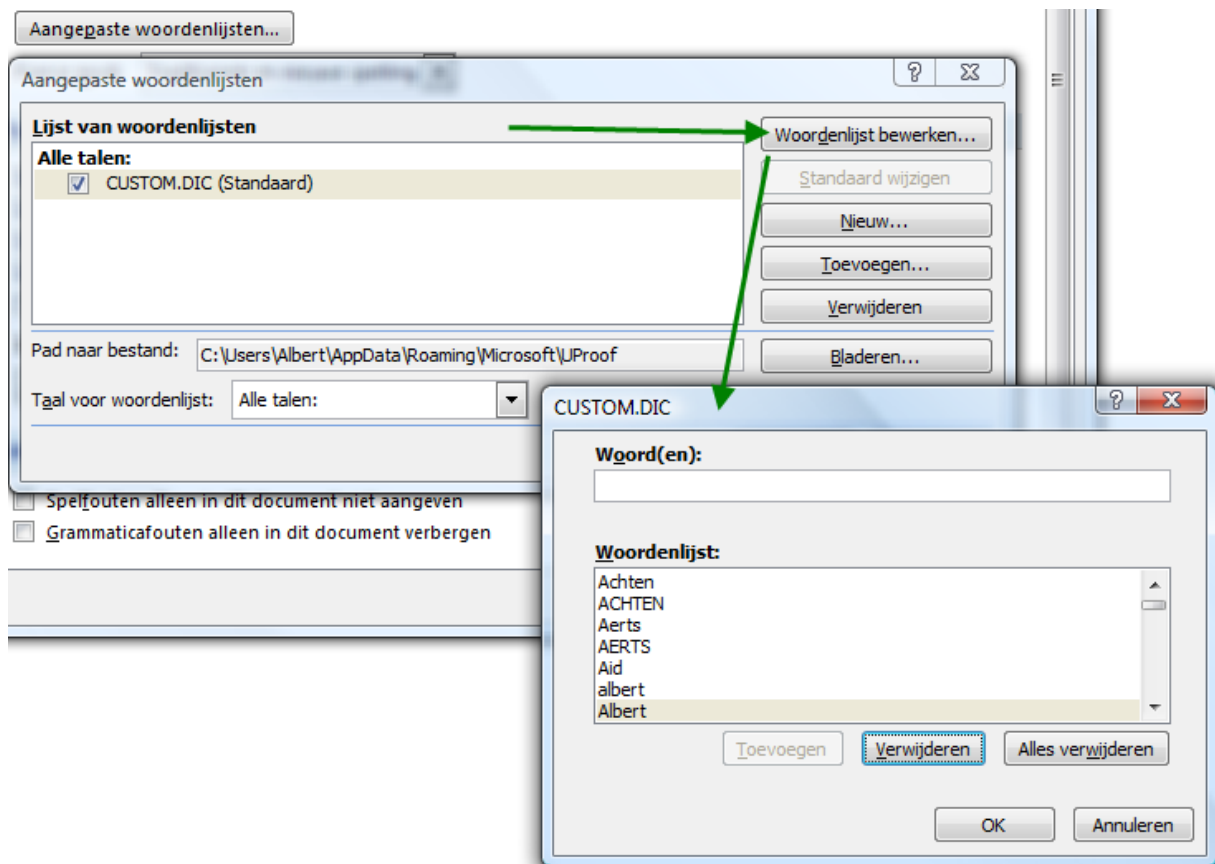 Aangepaste woordenlijsten...
Aangepaste woordenlijsten
Lijst van woordenlijsten
Alle talen:
CUSTOM.DIC (Standaard)
Woordenlijst bewerken...
Standaard wijzigen
Nieuw...
Toevoegen...
Verwijderen
Pad naar bestand: C:\Users\Albert\AppData\Roaming\Microsoft\UProof
Bladeren...
Taal voor woordenlijst: Alle talen:
Spelfouten alleen in dit document niet aangeven
Grammaticafouten alleen in dit document verbergen
CUSTOM.DIC
Woord(en):
Woordenlijst:
Achten
ACHTEN
Aerts
AERTS
Aid
albert
Albert
Toevoegen Verwijderen Alles verwijderen
OK Annuleren